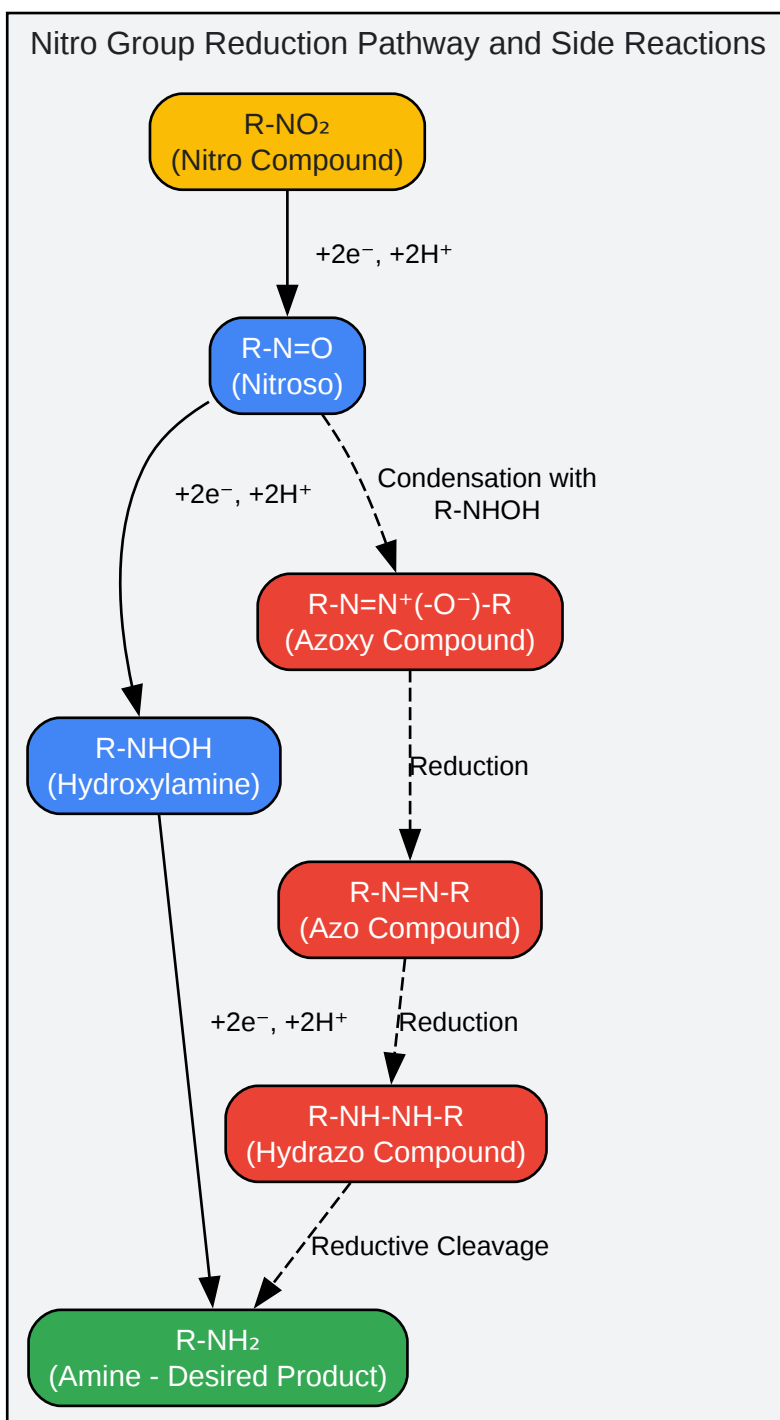 Nitro Group Reduction Pathway and Side Reactions
R-NO₂
(Nitro Compound)
+2e⁻, +2H⁺
R-N=O
(Nitroso)
+2e⁻, +2H⁺
Condensation with
R-NHOH
R-N=N⁺(-O⁻)-R
(Azoxy Compound)
R-NHOH
(Hydroxylamine)
Reduction
R-N=N-R
(Azo Compound)
+2e⁻, +2H⁺
Reduction
R-NH-NH-R
(Hydrazo Compound)
Reductive Cleavage
R-NH₂
(Amine - Desired Product)